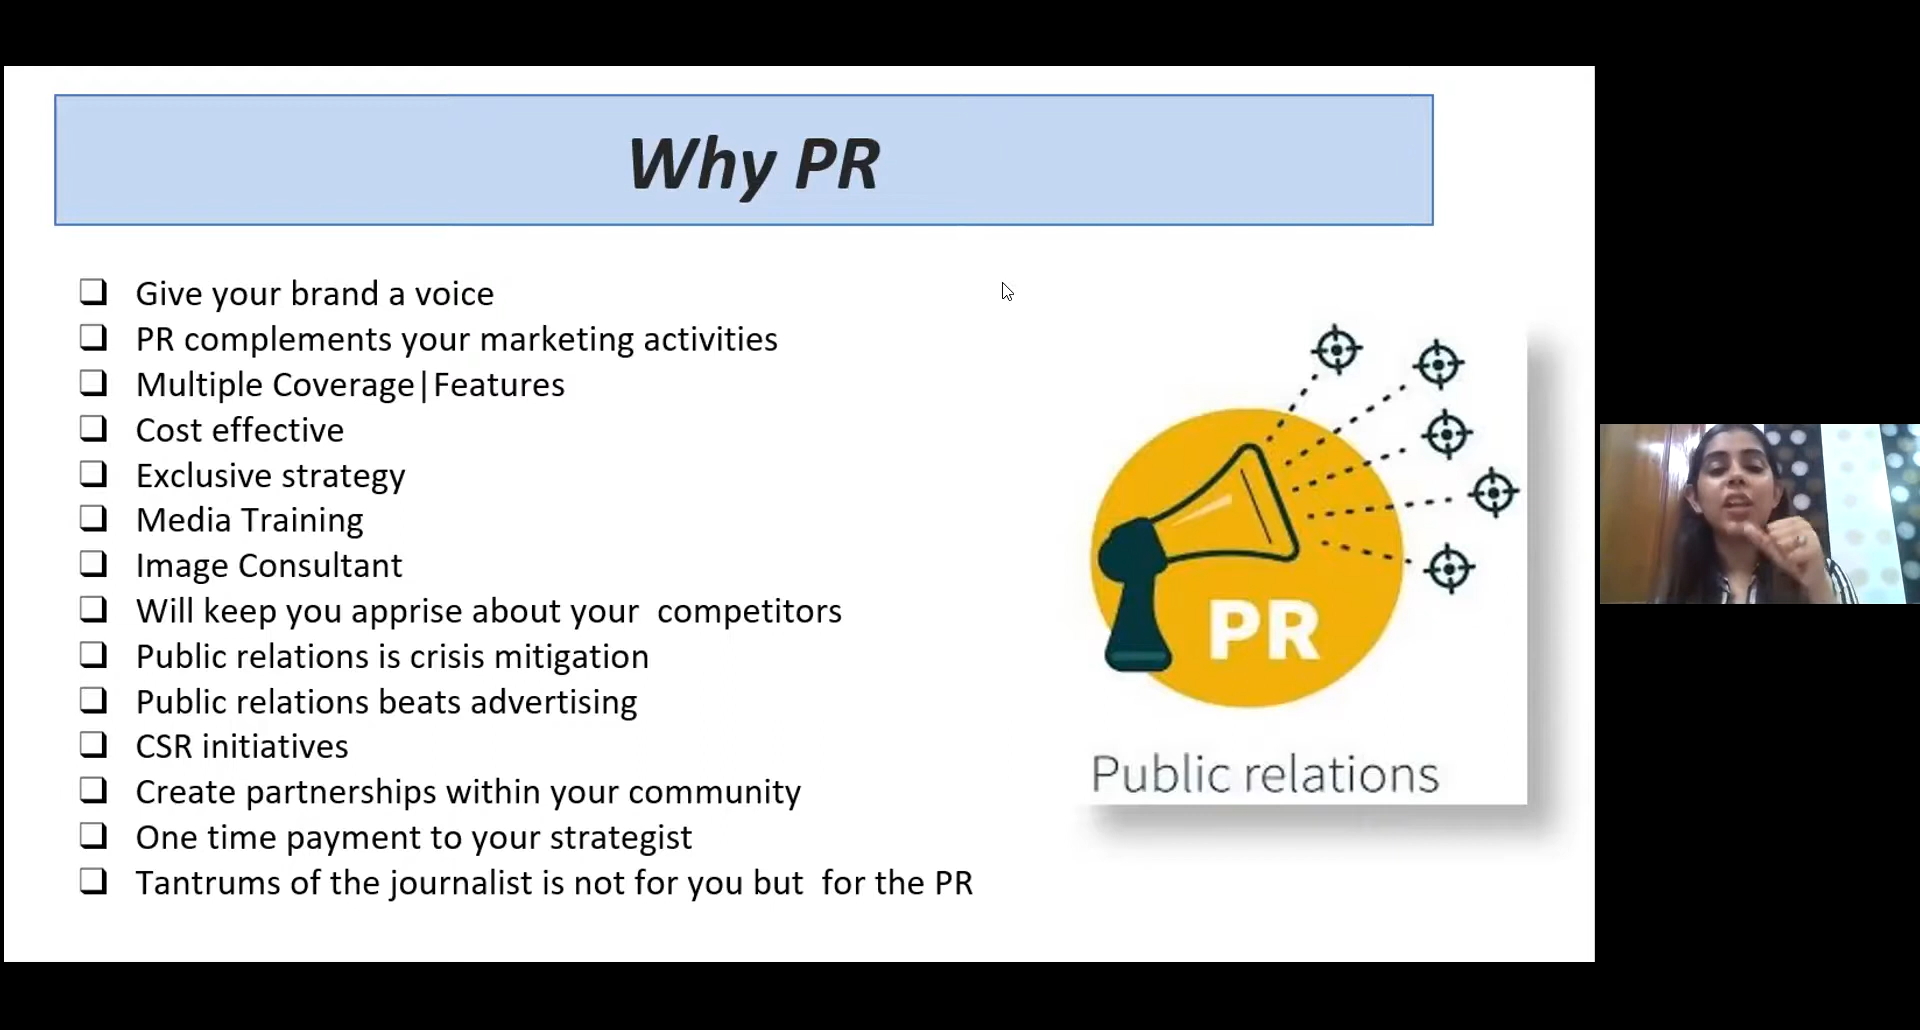 Why PR
Give your brand a voice
PR complements your marketing activities
Multiple Coverage|Features
Cost effective
Exclusive strategy
Media Training
Image Consultant
Will keep you apprise about your  competitors
Public relations is crisis mitigation
Public relations beats advertising
CSR initiatives
Create partnerships within your community
One time payment to your strategist
Tantrums of the journalist is not for you but  for the PR
PR
Public relations